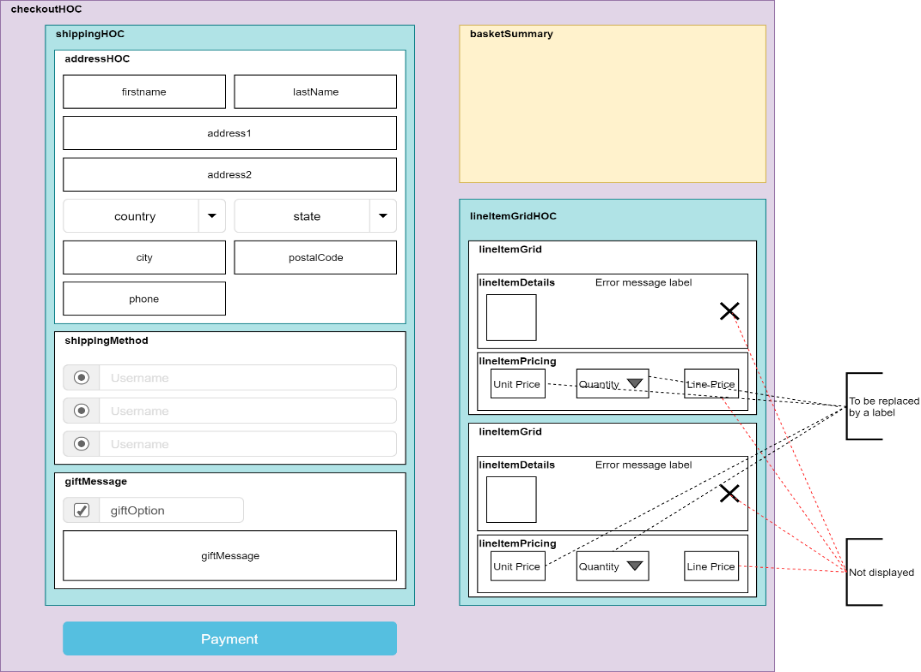 checkoutHOC
shippingHOC
addressHOC
firstname
lastName
address1
address2
country
state
city
postalCode
phone
shippingMethod
Username
Username
Username
giftMessage
giftOption
giftMessage
Payment
basketSummary
lineItemGridHOC
lineItemGrid
lineItemDetails
Error message label
lineItemPricing
Unit Price
Quantity
Line Price
lineItemGrid
lineItemDetails
Error message label
lineItemPricing
Unit Price
Quantity
Line Price
To be replaced
by a label
Not displayed